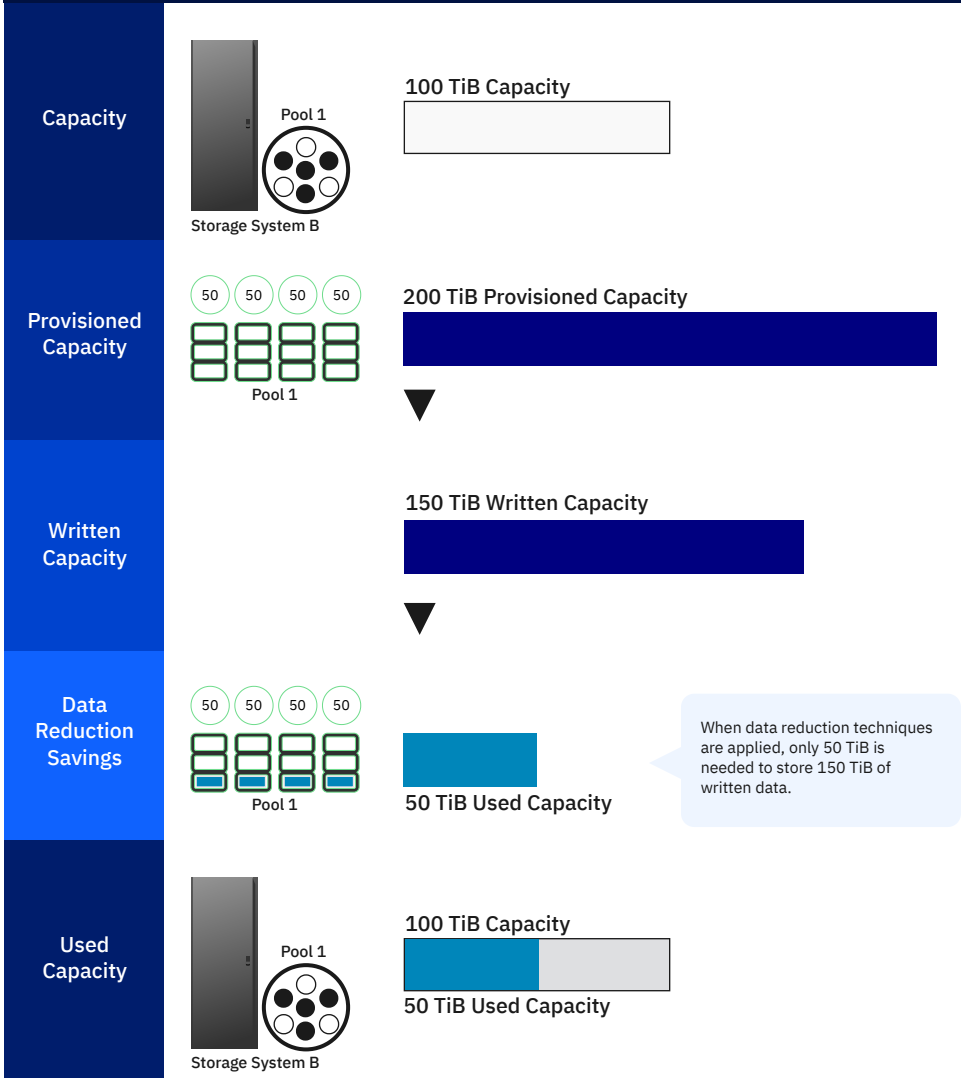 Capacity
Pool 1
Storage System B
100 TiB Capacity
Provisioned
Capacity
50 50 50 50
Pool 1
200 TiB Provisioned Capacity
Written
Capacity
150 TiB Written Capacity
Data
Reduction
Savings
50 50 50 50
Pool 1
50 TiB Used Capacity
When data reduction techniques
are applied, only 50 TiB is
needed to store 150 TiB of
written data.
Used
Capacity
Pool 1
Storage System B
100 TiB Capacity
50 TiB Used Capacity